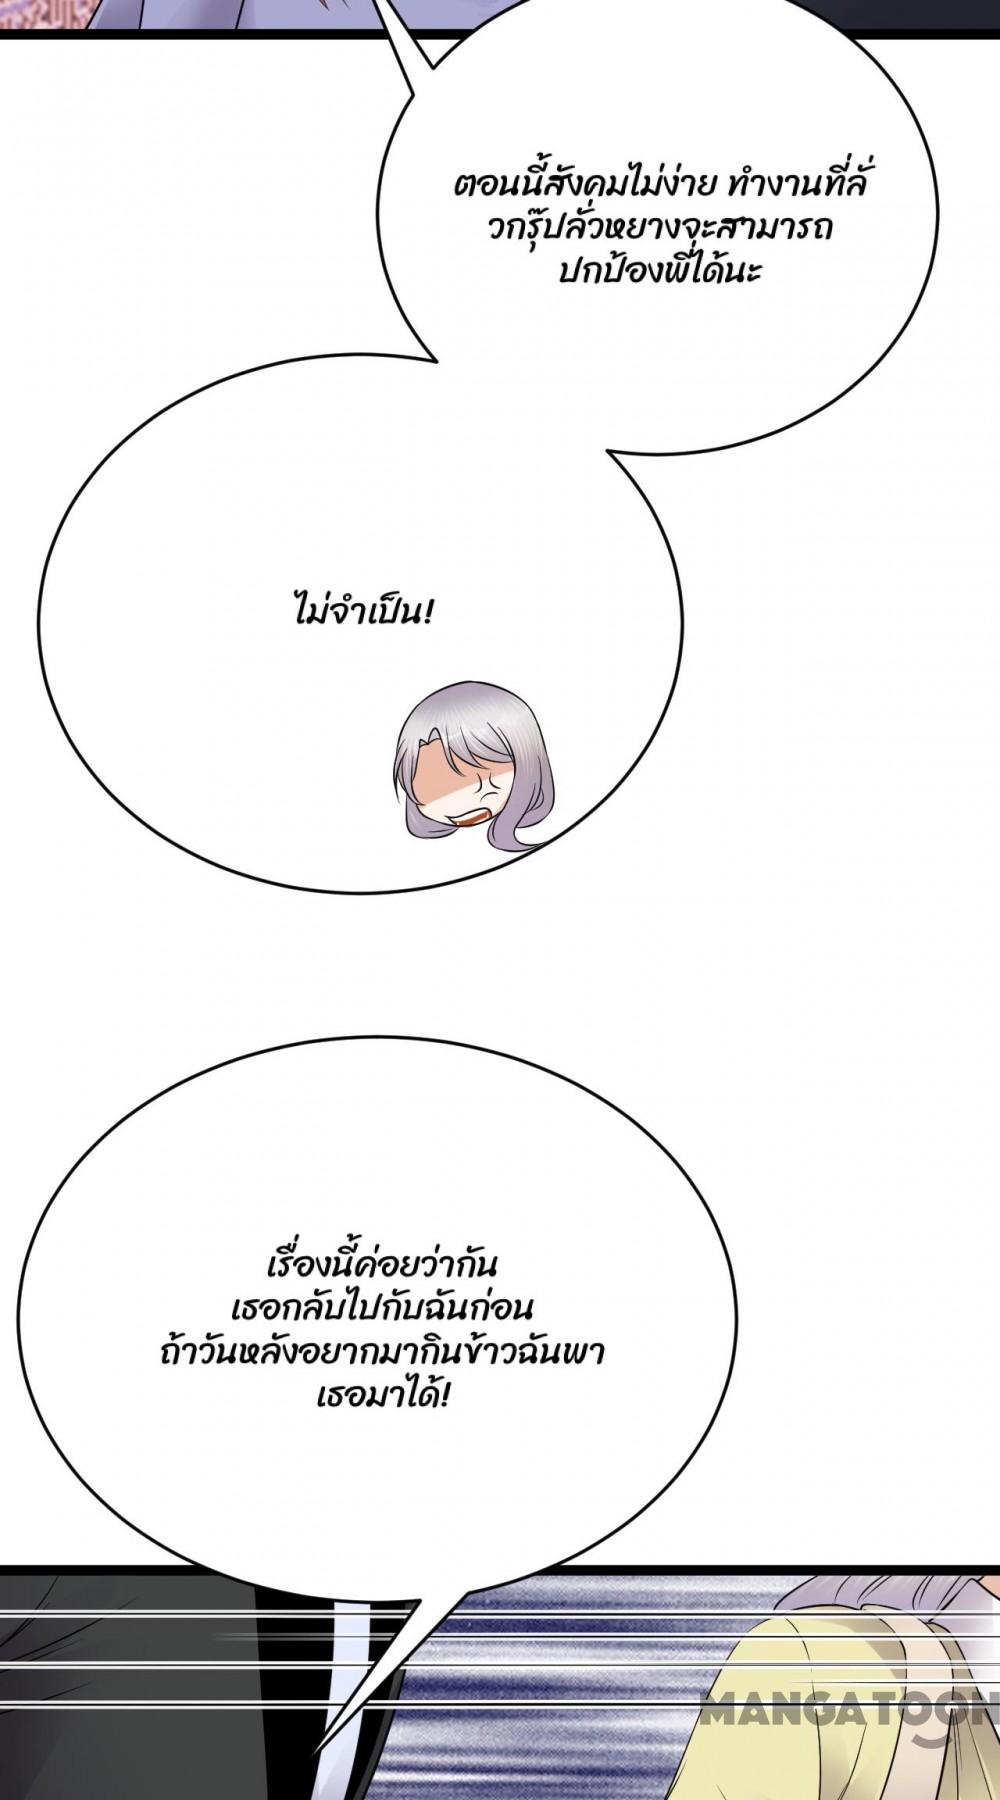 ตอนนี้สังคมไม่ง่าย ทำงานที่ลั่
วกรุ๊ปลั่วหยางจะสามารถ
ปกป้องพี่ได้นะ
ไม่จำเป็น!
เรื่องนี้ค่อยว่ากัน
เธอกลับไปกับฉันก่อน
ถ้าวันหลังอยากมากินข้าวฉันพา
เธอมาได้!
MANGATOON